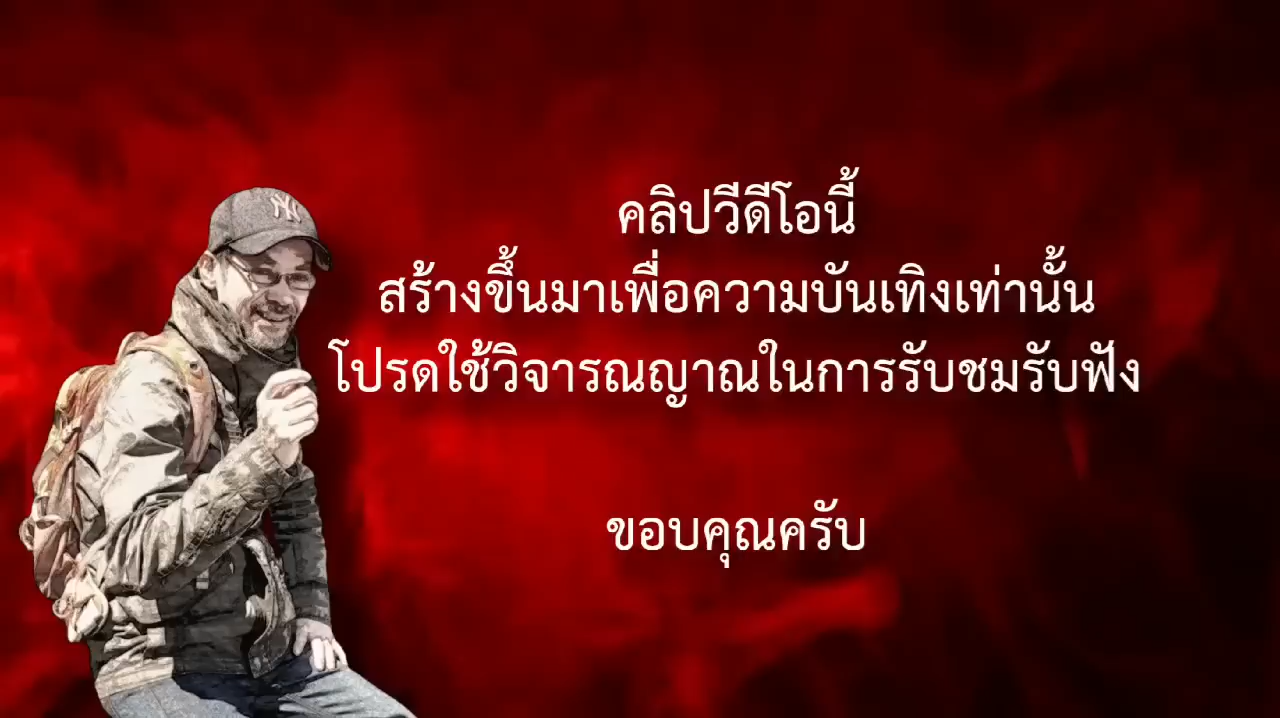 NY
คลิปวีดีโอนี้
สร้างขึ้นมาเพื่อความบันเทิงเท่านั้น
โปรดใช้วิจารณญาณในการรับชมรับฟัง
ขอบคุณครับ